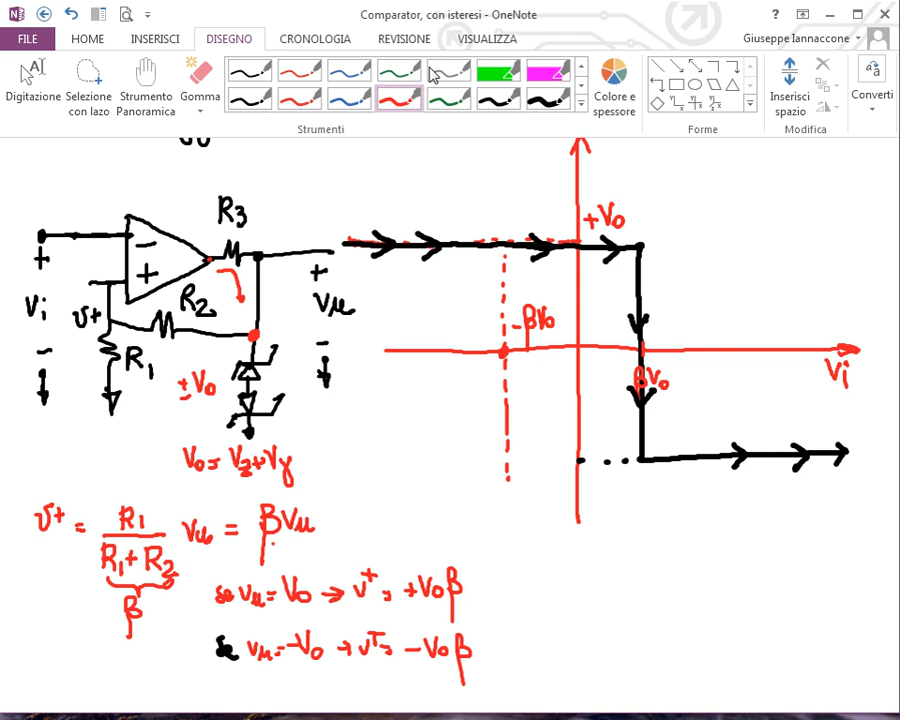 Comparator, con isteresi - OneNote
FILE HOME INSERISCI DISEGNO CRONOLOGIA REVISIONE VISUALIZZA Giuseppe Iannaccone
Digitazione
Selezione con lazo
Strumento Panoramica
Gomma
Colore e spessore
Inserisci spazio
Converti
Strumenti
Forme
Modifica
R3
+V0
−
+
+
Vi
−
v+
R2
R1
+
Vu
−
±V0
-βV0
βV0
Vi
V0 = VZ + Vγ
v+ = R1 / R1 + R2 Vu = βVu
β
se vu = V0 → v+ = +V0β
se vu = -V0 → v+ = -V0β